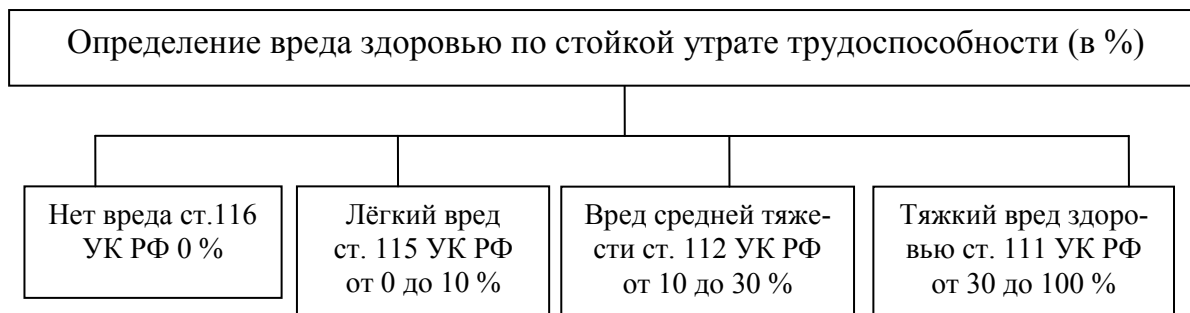 Определение вреда здоровью по стойкой утрате трудоспособности (в %)
Нет вреда ст.116
УК РФ 0 %
Лёгкий вред
ст. 115 УК РФ
от 0 до 10 %
Вред средней тяже-
сти ст. 112 УК РФ
от 10 до 30 %
Тяжкий вред здоро-
вью ст. 111 УК РФ
от 30 до 100 %